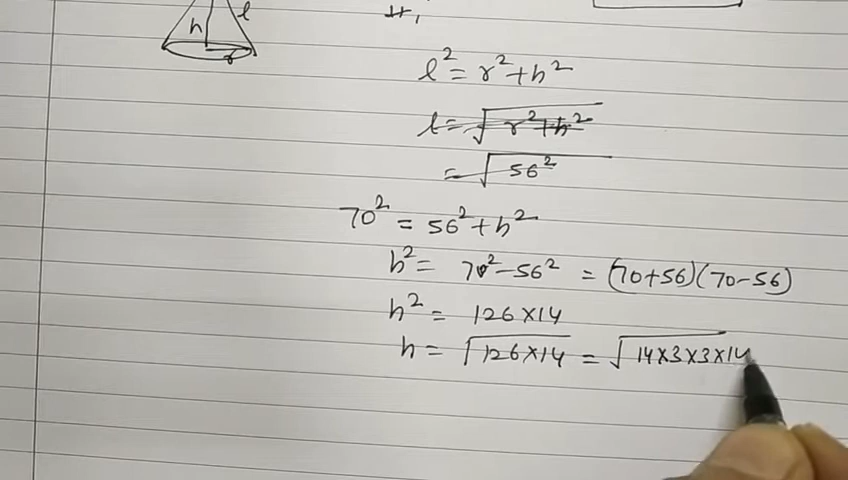 h l
r
l² = r² + h²
l = √r² + h²
= √56²
70² = 56² + h²
h² = 70² - 56² = (70+56)(70-56)
h² = 126×14
h = √126×14 = √14×3×3×14